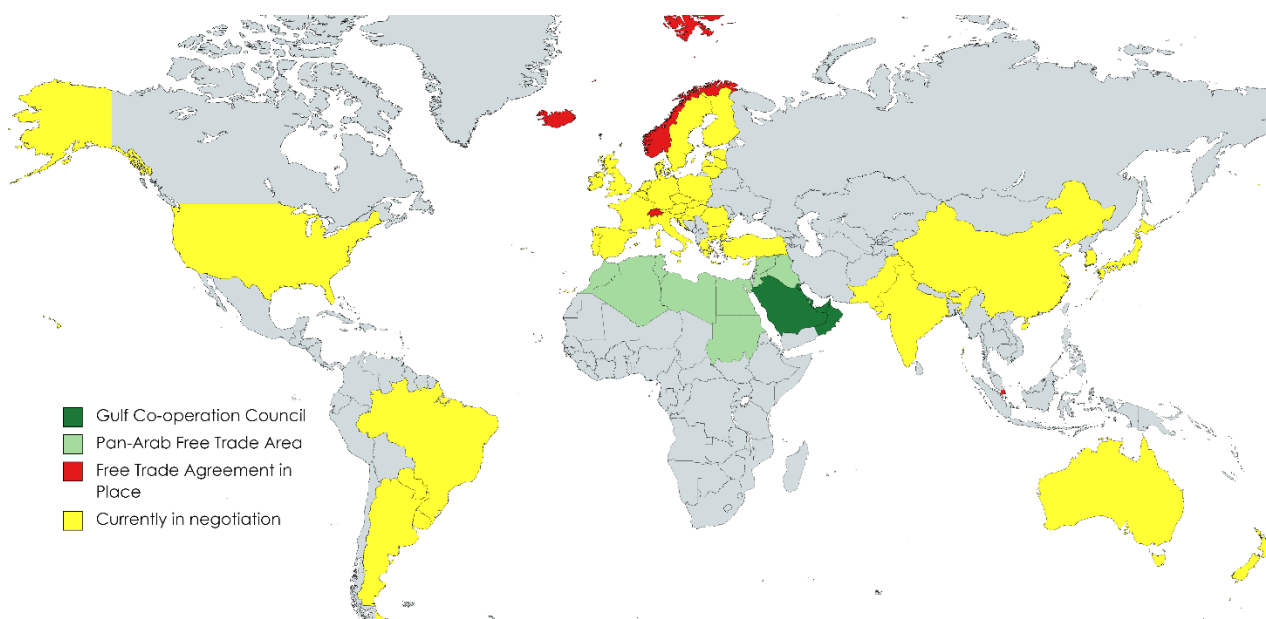 Gulf Co-operation Council
Pan-Arab Free Trade Area
Free Trade Agreement in
Place
Currently in negotiation